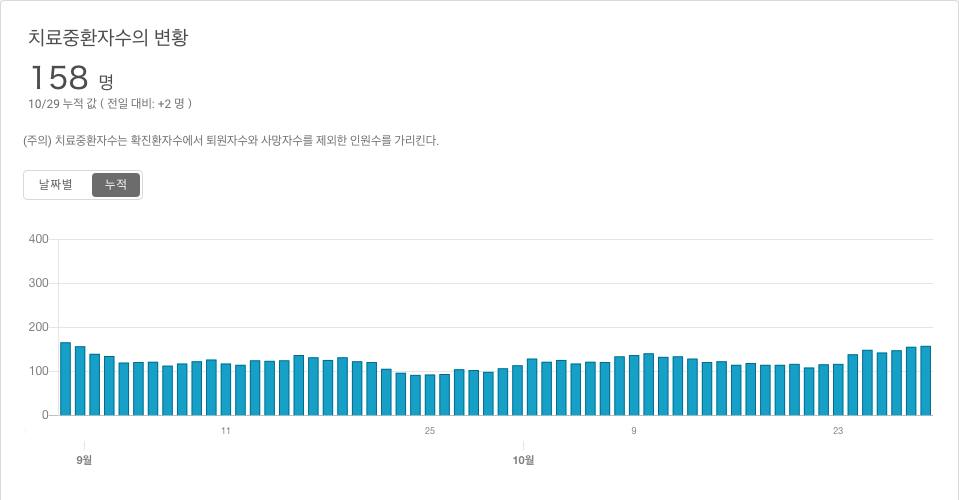 치료중환자수의 변황
158 명
10/29 누적 값 ( 전일 대비: +2 명 )
(주의) 치료중환자수는 확진환자수에서 퇴원자수와 사망자수를 제외한 인원수를 가리킨다.
날짜별 누적
400
300
200
100
0
11 25 9 23
9월 10월